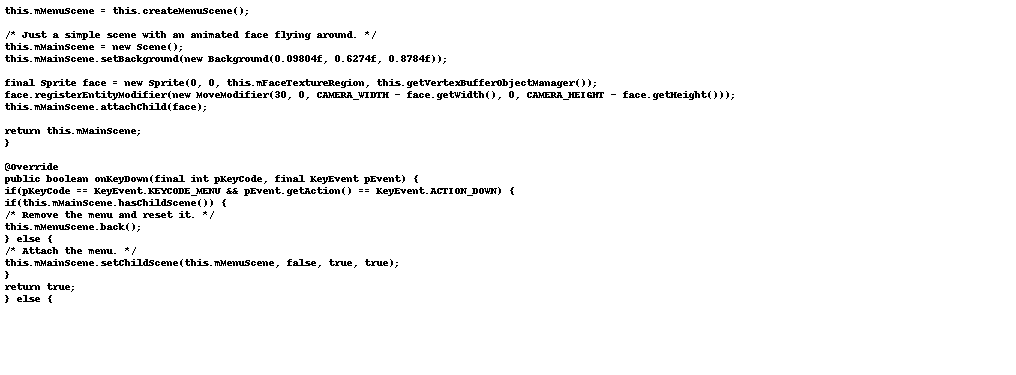 this.mMenuScene = this.createMenuScene();
/* Just a simple scene with an animated face flying around. */
this.mMainScene = new Scene();
this.mMainScene.setBackground(new Background(0.09804f, 0.6274f, 0.8784f));
final Sprite face = new Sprite(0, 0, this.mFaceTextureRegion, this.getVertexBufferObjectManager());
face.registerEntityModifier(new MoveModifier(30, 0, CAMERA_WIDTH - face.getWidth(), 0, CAMERA_HEIGHT - face.getHeight()));
this.mMainScene.attachChild(face);
return this.mMainScene;
}
@Override
public boolean onKeyDown(final int pKeyCode, final KeyEvent pEvent) {
if(pKeyCode == KeyEvent.KEYCODE_MENU && pEvent.getAction() == KeyEvent.ACTION_DOWN) {
if(this.mMainScene.hasChildScene()) {
/* Remove the menu and reset it. */
this.mMenuScene.back();
} else {
/* Attach the menu. */
this.mMainScene.setChildScene(this.mMenuScene, false, true, true);
}
return true;
} else {